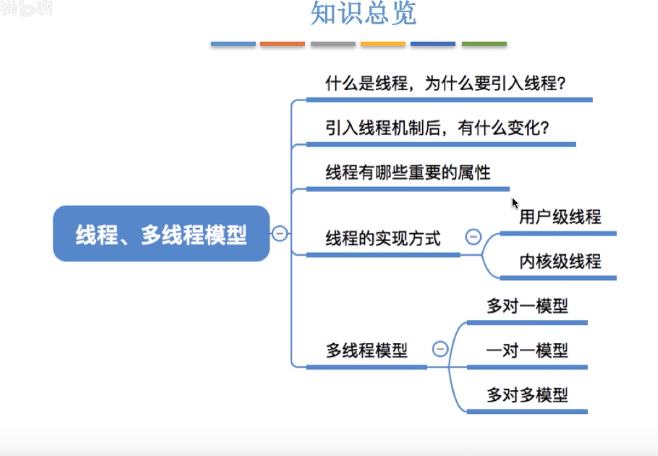 知识总览
什么是线程，为什么要引入线程？
引入线程机制后，有什么变化？
线程有哪些重要的属性
线程、多线程模型
线程的实现方式
用户级线程
内核级线程
多线程模型
多对一模型
一对一模型
多对多模型